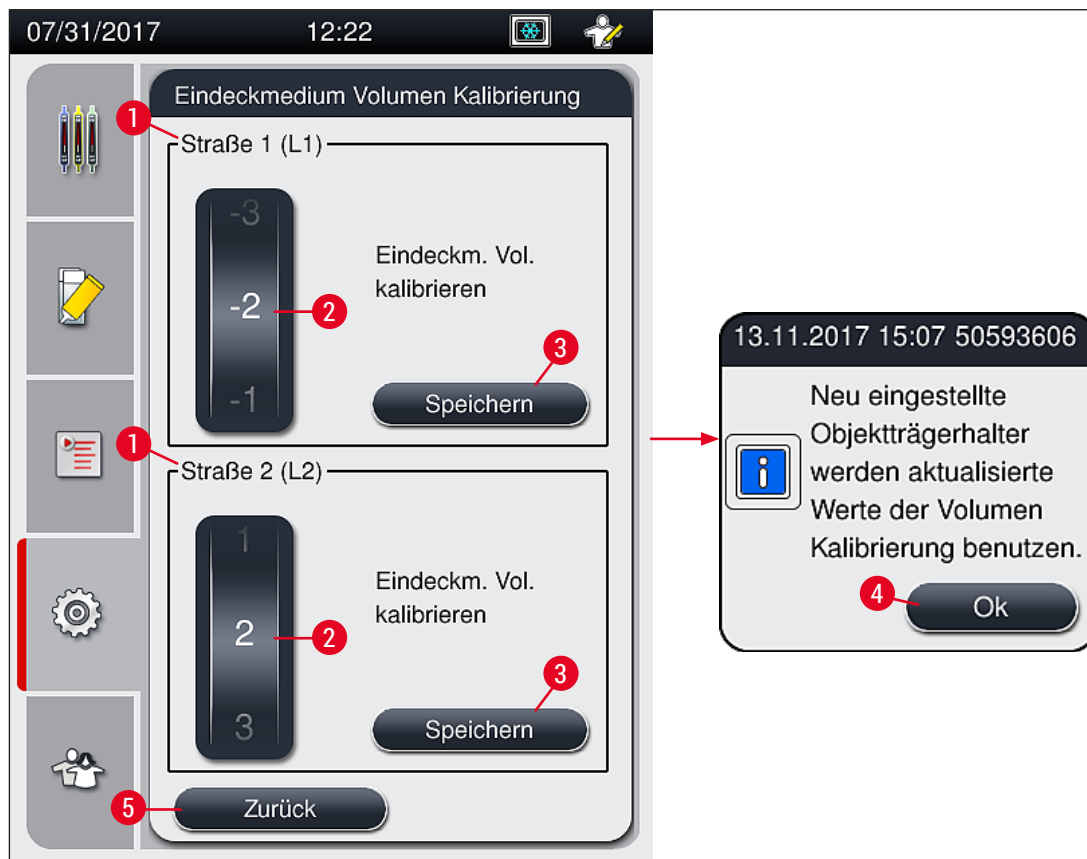 07/31/2017 12:22
Eindeckmedium Volumen Kalibrierung
1
Straße 1 (L1)
-3
-2
-1
2
Eindeckm. Vol.
kalibrieren
3
Speichern
1
Straße 2 (L2)
1
2
3
2
Eindeckm. Vol.
kalibrieren
3
Speichern
5
Zurück
13.11.2017 15:07 50593606
Neu eingestellte
Objektträgerhalter
werden aktualisierte
Werte der Volumen
Kalibrierung benutzen.
4
Ok